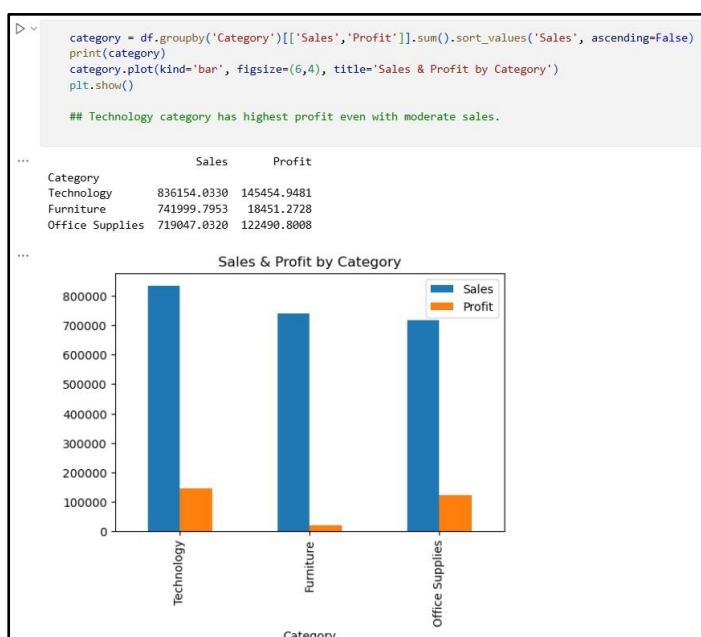 category = df.groupby('Category')[['Sales','Profit']].sum().sort_values('Sales', ascending=False)
print(category)
category.plot(kind='bar', figsize=(6,4), title='Sales & Profit by Category')
plt.show()
## Technology category has highest profit even with moderate sales.
... Sales Profit
Category
Technology 836154.0330 145454.9481
Furniture 741999.7953 18451.2728
Office Supplies 719047.0320 122490.8008
...
Sales & Profit by Category
Sales
Profit
800000
700000
600000
500000
400000
300000
200000
100000
0
Technology
Furniture
Office Supplies
Category